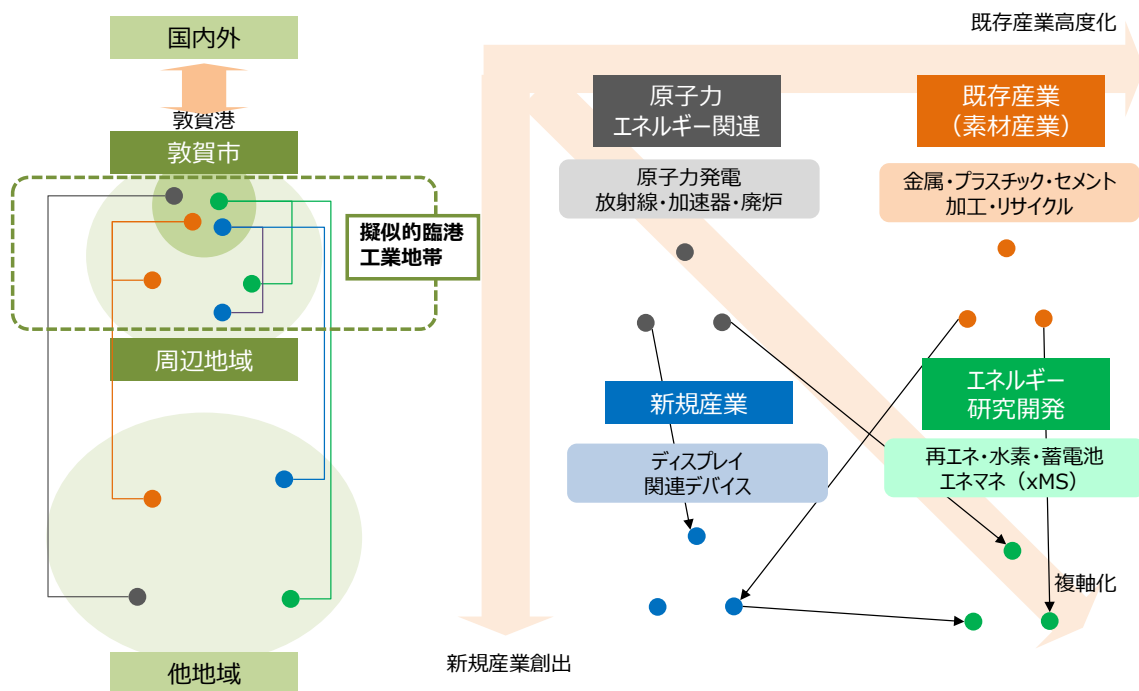 国内外
敦賀港
敦賀市
擬似的臨港
工業地帯
周辺地域
他地域
既存産業高度化
原子力
エネルギー関連
原子力発電
放射線・加速器・廃炉
既存産業
（素材産業）
金属・プラスチック・セメント
加工・リサイクル
新規産業
ディスプレイ
関連デバイス
エネルギー
研究開発
再エネ・水素・蓄電池
エネマネ（xMS）
複軸化
新規産業創出